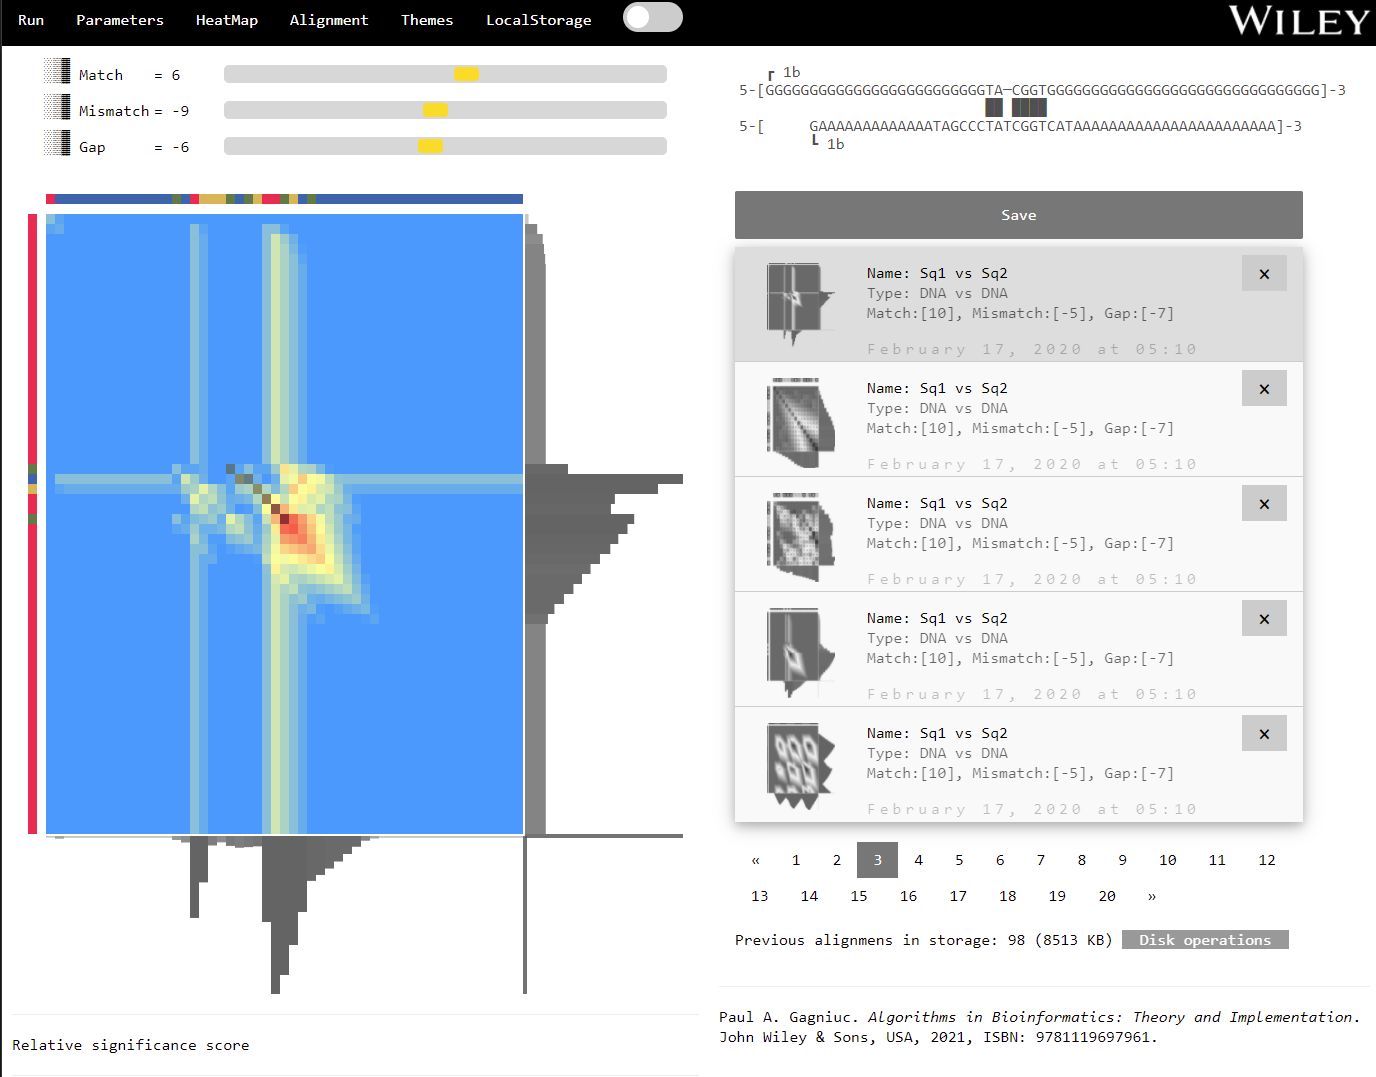 Run Parameters HeatMap Alignment Themes LocalStorage
WILEY
Match = 6
Mismatch = -9
Gap = -6
1b
5-[GGGGGGGGGGGGGGGGGGGGGGGGGTA—CGGTGGGGGGGGGGGGGGGGGGGGGGGGGGGGGGG]-3
5-[     GAAAAAAAAAAAAATAGCCCTATCGGTCATAAAAAAAAAAAAAAAAAAAAAAA]-3
1b
Save
Name: Sq1 vs Sq2
×
Type: DNA vs DNA
Match:[10], Mismatch:[-5], Gap:[-7]
February 17, 2020 at 05:10
Name: Sq1 vs Sq2
×
Type: DNA vs DNA
Match:[10], Mismatch:[-5], Gap:[-7]
February 17, 2020 at 05:10
Name: Sq1 vs Sq2
×
Type: DNA vs DNA
Match:[10], Mismatch:[-5], Gap:[-7]
February 17, 2020 at 05:10
Name: Sq1 vs Sq2
×
Type: DNA vs DNA
Match:[10], Mismatch:[-5], Gap:[-7]
February 17, 2020 at 05:10
Name: Sq1 vs Sq2
×
Type: DNA vs DNA
Match:[10], Mismatch:[-5], Gap:[-7]
February 17, 2020 at 05:10
« 1 2 3 4 5 6 7 8 9 10 11 12
13 14 15 16 17 18 19 20 »
Previous alignmens in storage: 98 (8513 KB) Disk operations
Paul A. Gagniuc. Algorithms in Bioinformatics: Theory and Implementation.
John Wiley & Sons, USA, 2021, ISBN: 9781119697961.
Relative significance score